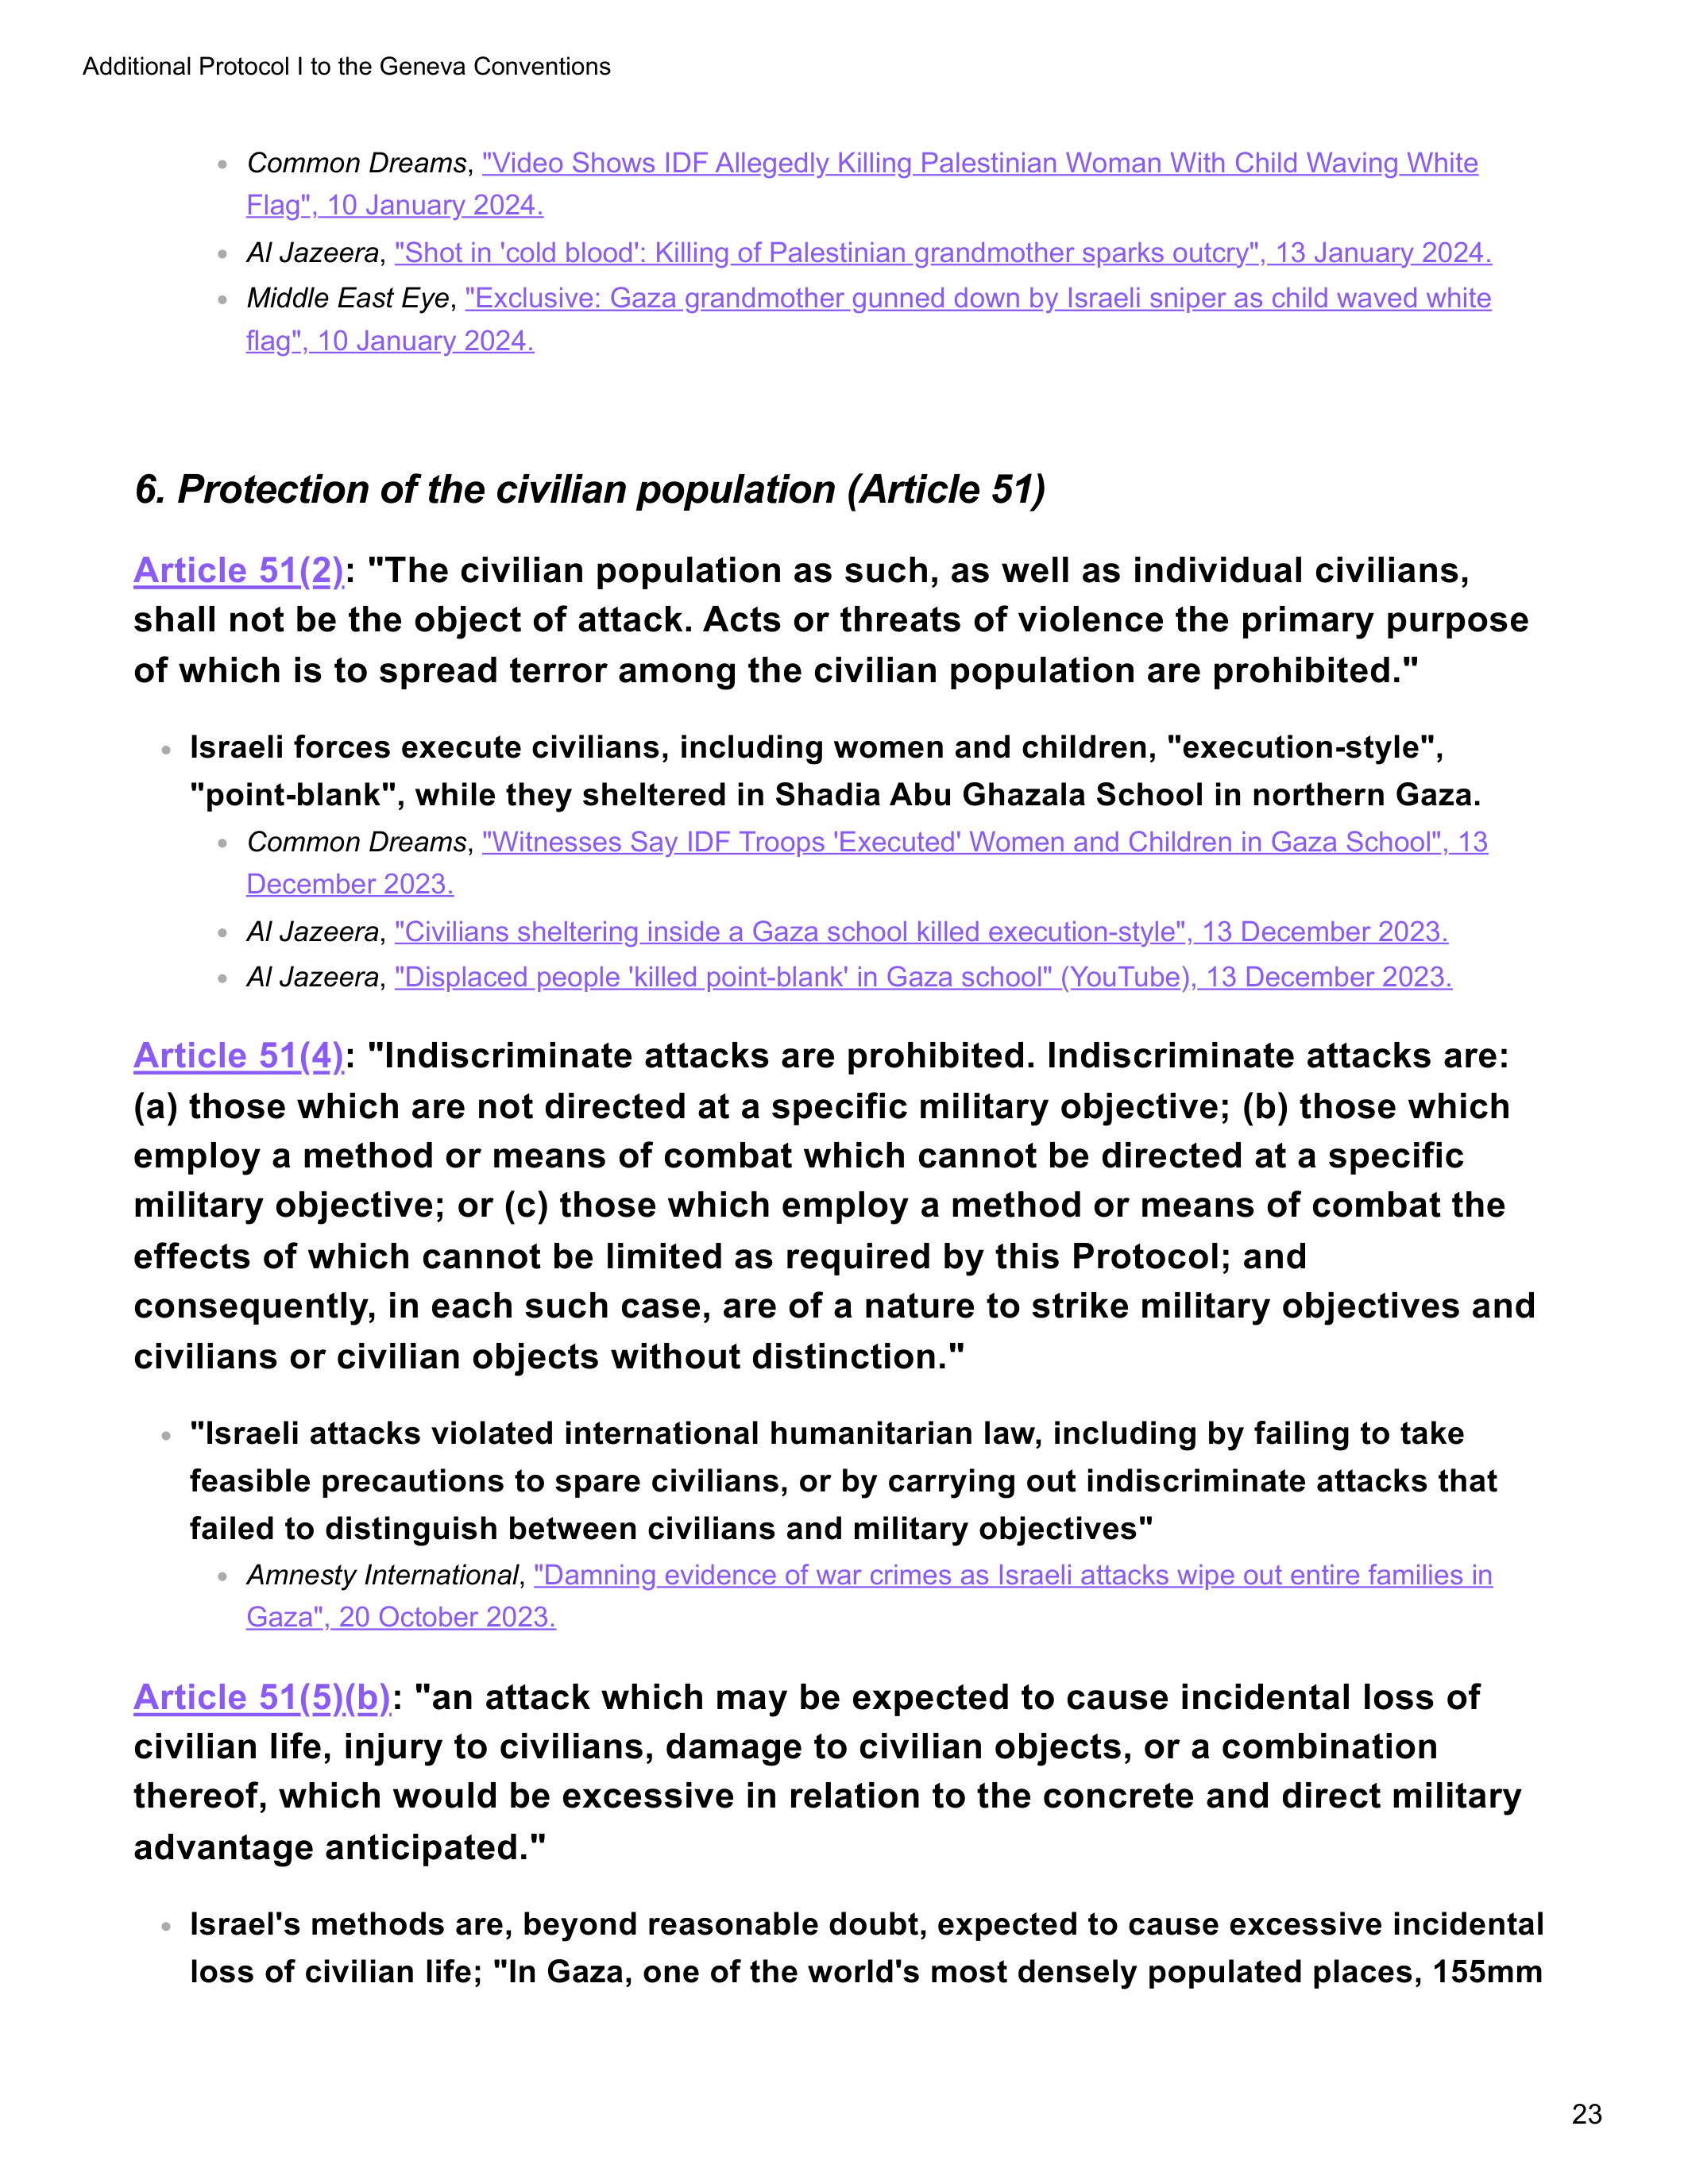 Additional Protocol I to the Geneva Conventions
Common Dreams, "Video Shows IDF Allegedly Killing Palestinian Woman With Child Waving White
Flag", 10 January 2024.
Al Jazeera, "Shot in 'cold blood': Killing of Palestinian grandmother sparks outcry", 13 January 2024.
Middle East Eye, "Exclusive: Gaza grandmother gunned down by Israeli sniper as child waved white
flag", 10 January 2024.
6. Protection of the civilian population (Article 51)
Article 51(2): "The civilian population as such, as well as individual civilians,
shall not be the object of attack. Acts or threats of violence the primary purpose
of which is to spread terror among the civilian population are prohibited."
Israeli forces execute civilians, including women and children, "execution-style",
"point-blank", while they sheltered in Shadia Abu Ghazala School in northern Gaza.
Common Dreams, "Witnesses Say IDF Troops 'Executed' Women and Children in Gaza School", 13
December 2023.
Al Jazeera, "Civilians sheltering inside a Gaza school killed execution-style", 13 December 2023.
Al Jazeera, "Displaced people 'killed point-blank' in Gaza school" (YouTube), 13 December 2023.
Article 51(4): "Indiscriminate attacks are prohibited. Indiscriminate attacks are:
(a) those which are not directed at a specific military objective; (b) those which
employ a method or means of combat which cannot be directed at a specific
military objective; or (c) those which employ a method or means of combat the
effects of which cannot be limited as required by this Protocol; and
consequently, in each such case, are of a nature to strike military objectives and
civilians or civilian objects without distinction."
"Israeli attacks violated international humanitarian law, including by failing to take
feasible precautions to spare civilians, or by carrying out indiscriminate attacks that
failed to distinguish between civilians and military objectives"
Amnesty International, "Damning evidence of war crimes as Israeli attacks wipe out entire families in
Gaza", 20 October 2023.
Article 51(5)(b): "an attack which may be expected to cause incidental loss of
civilian life, injury to civilians, damage to civilian objects, or a combination
thereof, which would be excessive in relation to the concrete and direct military
advantage anticipated."
Israel's methods are, beyond reasonable doubt, expected to cause excessive incidental
loss of civilian life; "In Gaza, one of the world's most densely populated places, 155mm
23